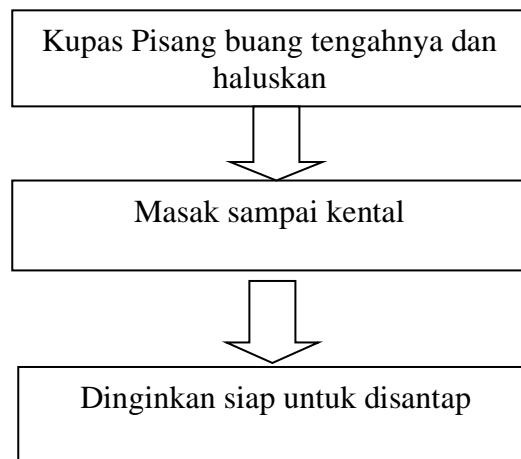 Kupas Pisang buang tengahnya dan
haluskan
Masak sampai kental
Dinginkan siap untuk disantap